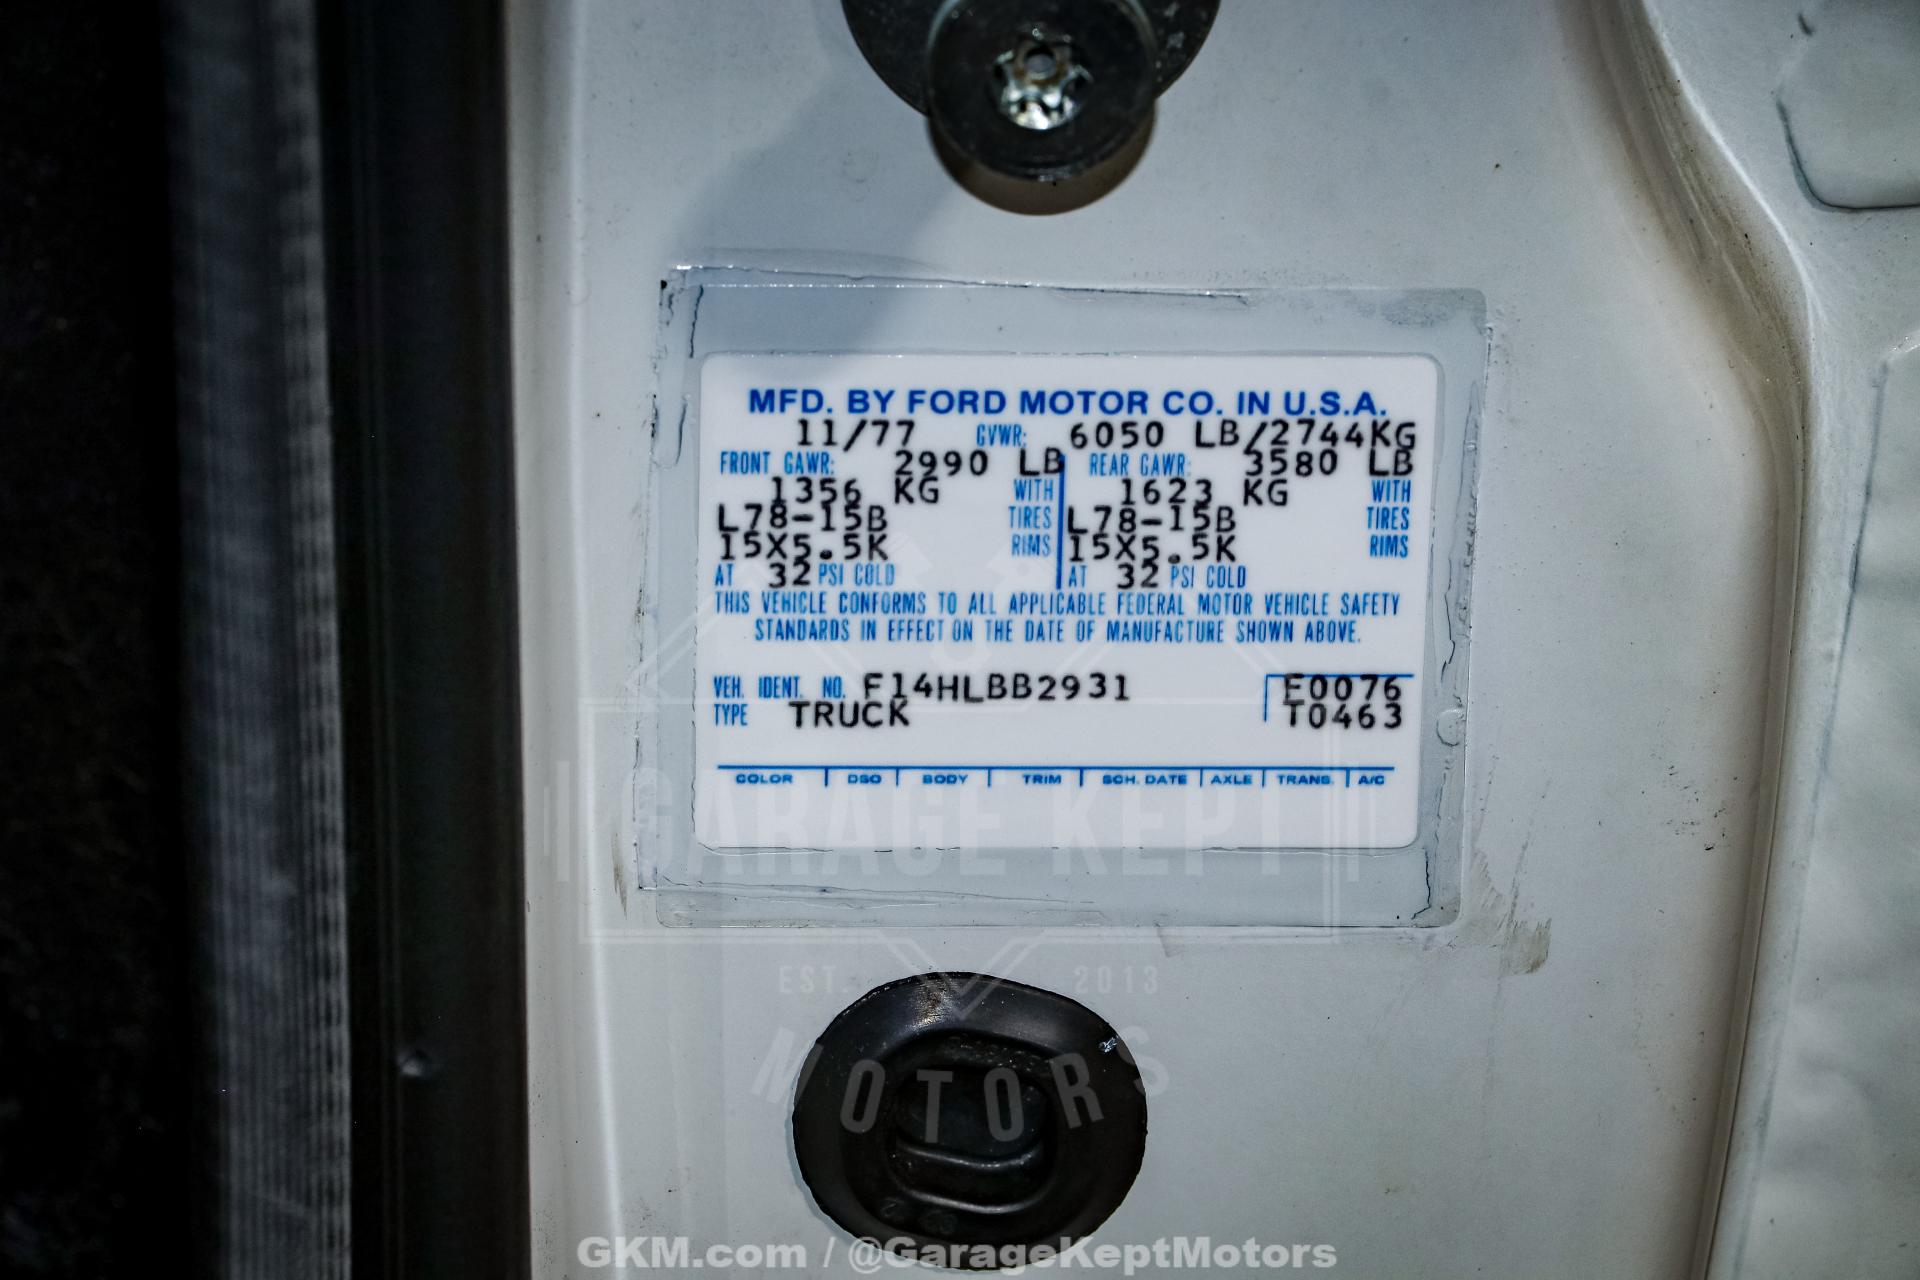 MFD. BY FORD MOTOR CO. IN U.S.A.
11/77 GVWR: 6050 LB/2744KG
FRONT GAWR: 2990 LB REAR GAWR: 3580 LB
1356 KG WITH 1623 KG WITH
L78-15B TIRES L78-15B TIRES
15X5.5K RIMS 15X5.5K RIMS
AT 32 PSI COLD AT 32 PSI COLD
THIS VEHICLE CONFORMS TO ALL APPLICABLE FEDERAL MOTOR VEHICLE SAFETY
STANDARDS IN EFFECT ON THE DATE OF MANUFACTURE SHOWN ABOVE.
VEH. IDENT. NO. F14HLBB2931 E0076
TYPE TRUCK T0463
COLOR DSO BODY TRIM SCH. DATE AXLE TRANS. A/C
GARAGE KEPT
EST. 2013
MOTORS
GKM.com / @GarageKeptMotors